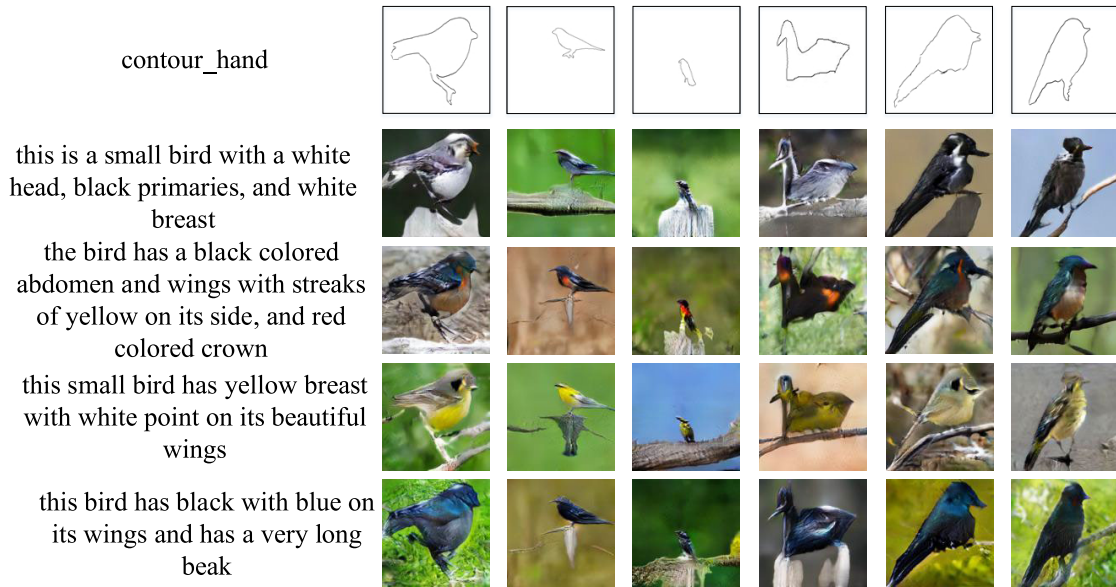 contour_hand
this is a small bird with a white
head, black primaries, and white
breast
the bird has a black colored
abdomen and wings with streaks
of yellow on its side, and red
colored crown
this small bird has yellow breast
with white point on its beautiful
wings
this bird has black with blue on
its wings and has a very long
beak